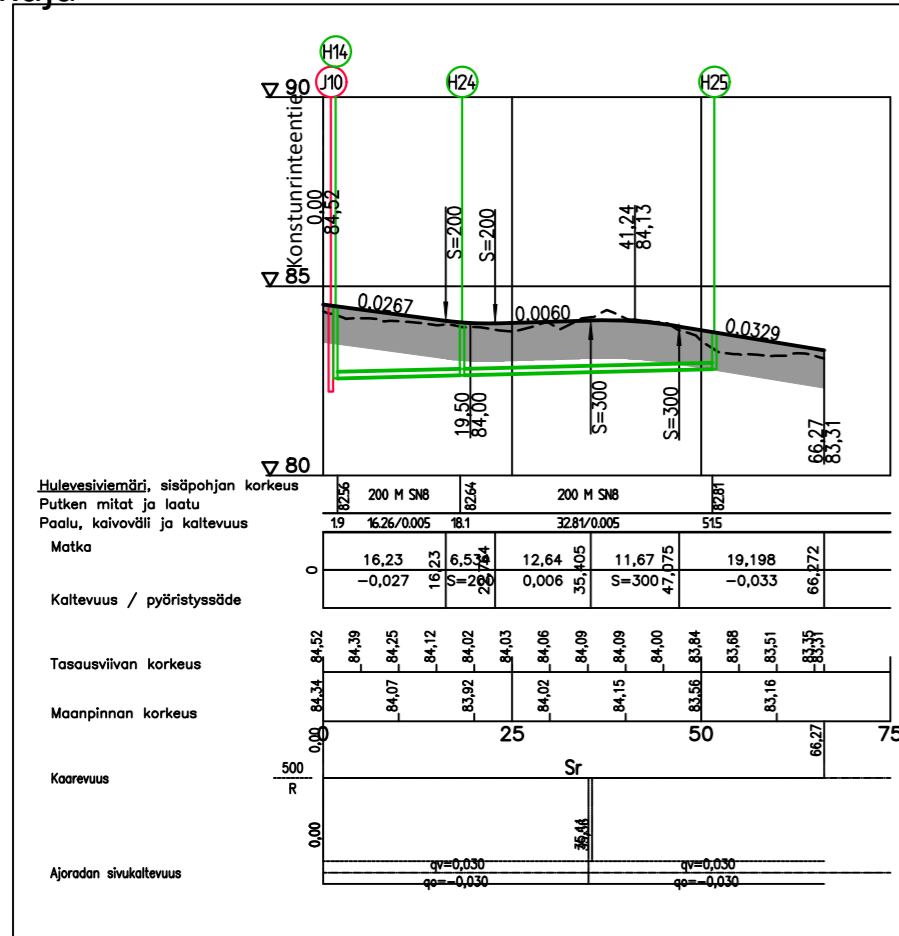 H14
J10
H24
H25
90
Konstunrinteentie
0,00
84,52
S=200
S=200
41,24
84,13
85
0.0267
0.0060
0.0329
19,50
84,00
S=300
S=300
66,27
83,31
80
Hulevesiviemäri, sisäpohjan korkeus
82.56
200 M SN8
82.64
200 M SN8
82.81
Putken mitat ja laatu
Paalu, kaivoväli ja kaltevuus
1.9
16.26/0.005
18.1
32.81/0.005
51.5
Matka
0
16,23
16,23
12,64
35,405
11,67
47,075
19,198
66,272
-0,027
S=200
0,006
S=300
-0,033
Kaltevuus / pyöristyssäde
Tasausviivan korkeus
84,52
84,39
84,25
84,12
84,02
84,03
84,06
84,09
84,09
84,00
83,84
83,68
83,51
83,35
83,31
Maanpinnan korkeus
84,34
84,07
83,92
84,02
84,15
83,56
83,16
0
25
50
75
0,00
66,27
Kaarevuus
500
R
Sr
0,00
Ajoradan sivukaltevuus
qv=0,030
qv=0,030
qo=-0,030
qo=-0,030